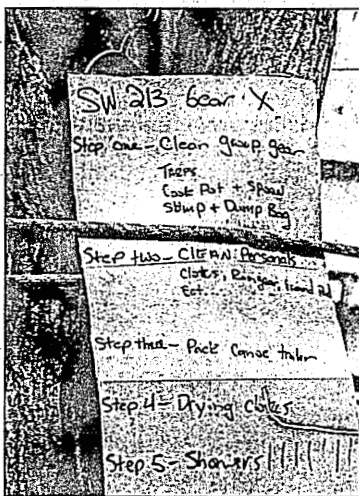 SW 213 Gear X
Step one - Clean group gear
Tarps
Cook Pot + Spoon
Stump + Dump Bag
Step two - CLEAN Personals...
Clothes, Rain gear,
Ect...
Step three - Pack Canoe trailer
Step 4 - Drying clothes
Step 5 - Showers